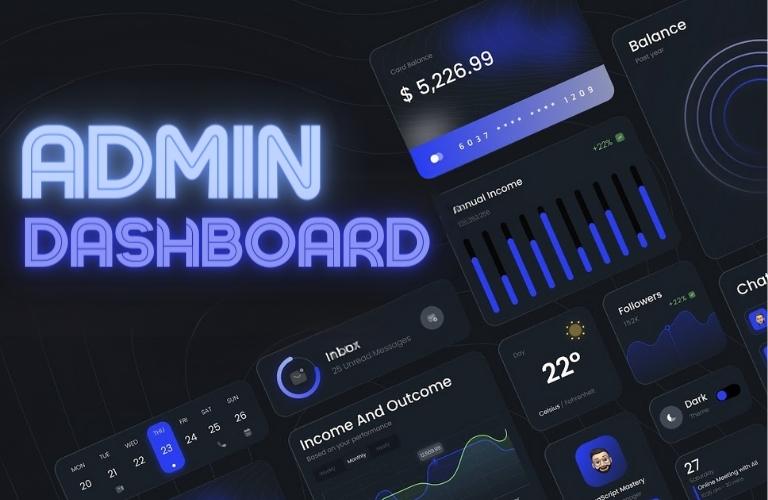 ADMIN
DASHBOARD
Card Balance
$ 5,226.99
6037 **** **** 1209
Balance
Past year
Annual Income
+22%
Inbox
25 Unread Messages
Day
22°
Celsius | Fahrenheit
Followers
152K
+22%
Chat
Dark
Theme
MON TUE WED THU FRI SAT SUN
20 21 22 23 24 25 26
Income And Outcome
Based on your performance
Weekly Monthly Yearly
Script Mastery
27
Saturday
Online Meeting with